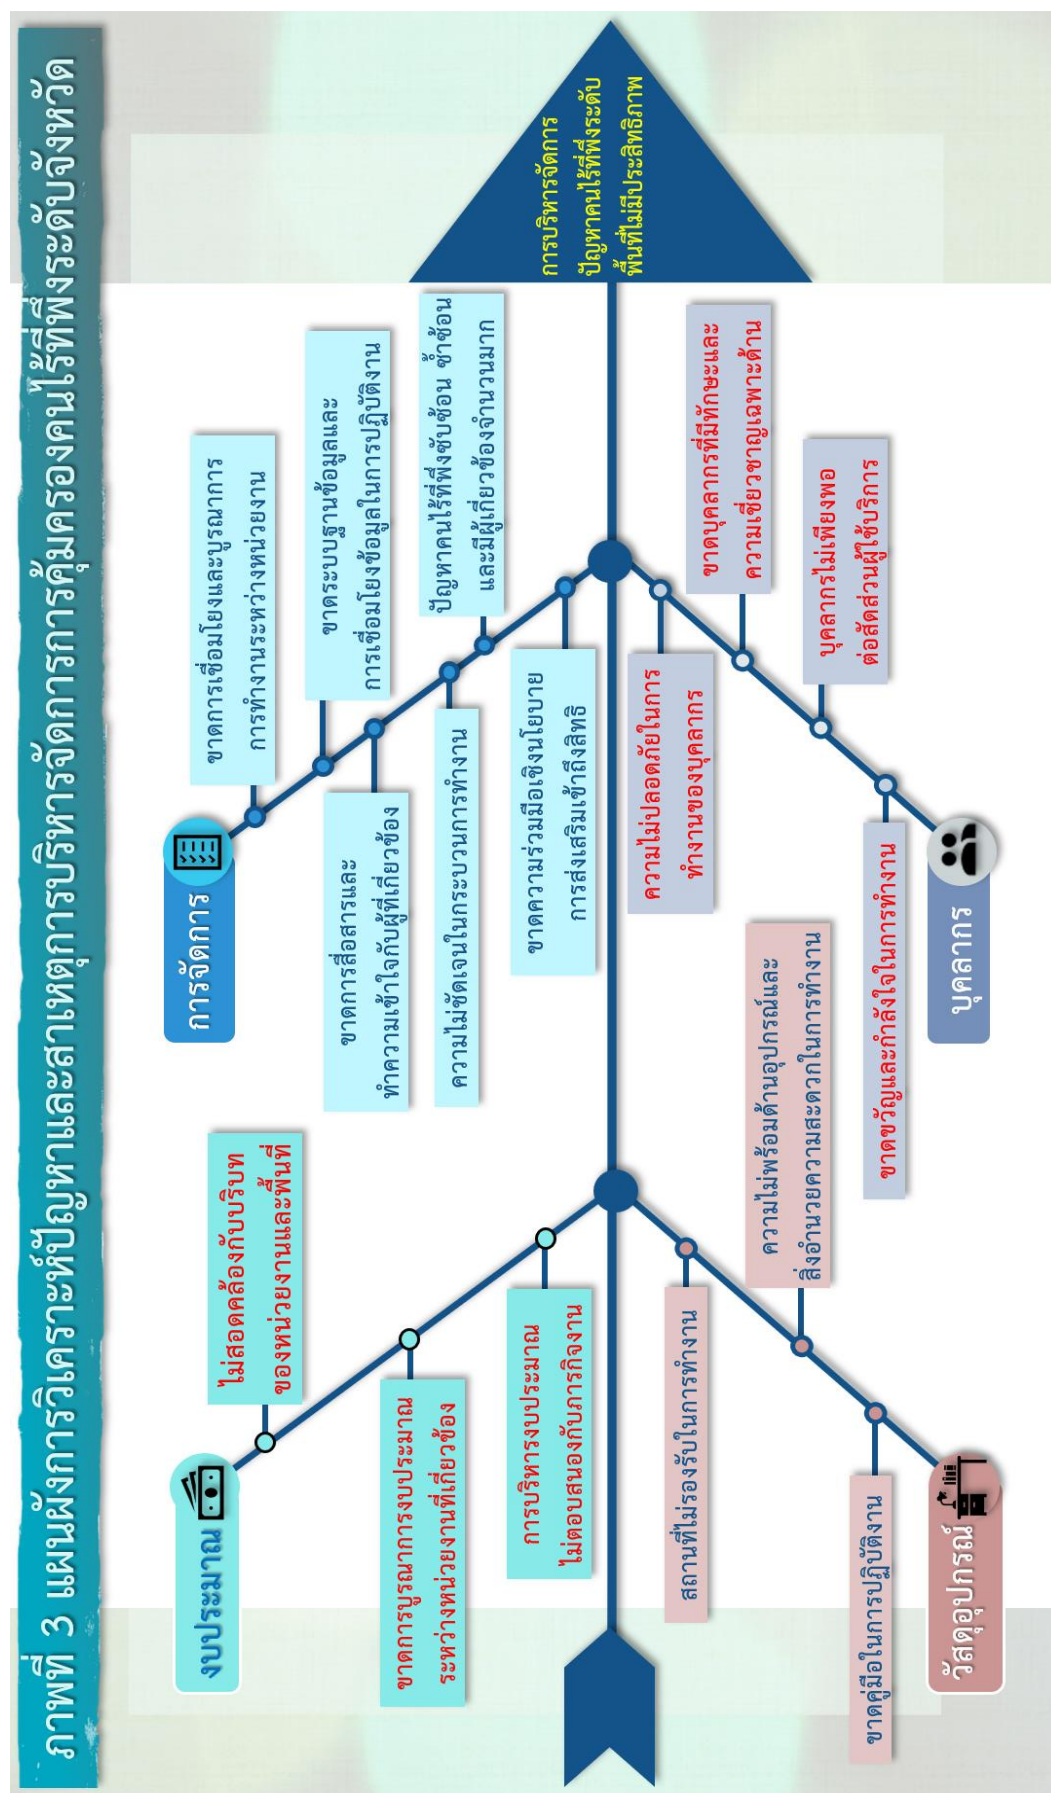 ภาพที่ 3 แผนผังการวิเคราะห์ปัญหาและสาเหตุการบริหารจัดการการคุ้มครองคนไร้ที่พึ่งระดับจังหวัด
งบประมาณ
ไม่สอดคล้องกับบริบท
ของหน่วยงานและพื้นที่
ขาดการบูรณาการงบประมาณ
ระหว่างหน่วยงานที่เกี่ยวข้อง
การบริหารงบประมาณ
ไม่ตอบสนองกับภารกิจงาน
การจัดการ
ขาดการเชื่อมโยงและบูรณาการ
การทำงานระหว่างหน่วยงาน
ขาดระบบฐานข้อมูลและ
การเชื่อมโยงข้อมูลในการปฏิบัติงาน
ขาดการสื่อสารและ
ทำความเข้าใจกับผู้ที่เกี่ยวข้อง
ความไม่ชัดเจนในกระบวนการทำงาน
ปัญหาคนไร้ที่พึ่งซับซ้อน ซ้ำซ้อน
และมีผู้เกี่ยวข้องจำนวนมาก
ขาดความร่วมมือเชิงนโยบาย
การส่งเสริมเข้าถึงสิทธิ
การบริหารจัดการ
ปัญหาคนไร้ที่พึ่งระดับ
พื้นที่ไม่มีประสิทธิภาพ
สถานที่ไม่รองรับในการทำงาน
ความไม่พร้อมด้านอุปกรณ์และ
สิ่งอำนวยความสะดวกในการทำงาน
ขาดคู่มือในการปฏิบัติงาน
วัสดุอุปกรณ์
ความไม่ปลอดภัยในการ
ทำงานของบุคลากร
ขาดบุคลากรที่มีทักษะและ
ความเชี่ยวชาญเฉพาะด้าน
บุคลากรไม่เพียงพอ
ต่อสัดส่วนผู้ใช้บริการ
ขาดขวัญและกำลังใจในการทำงาน
บุคลากร